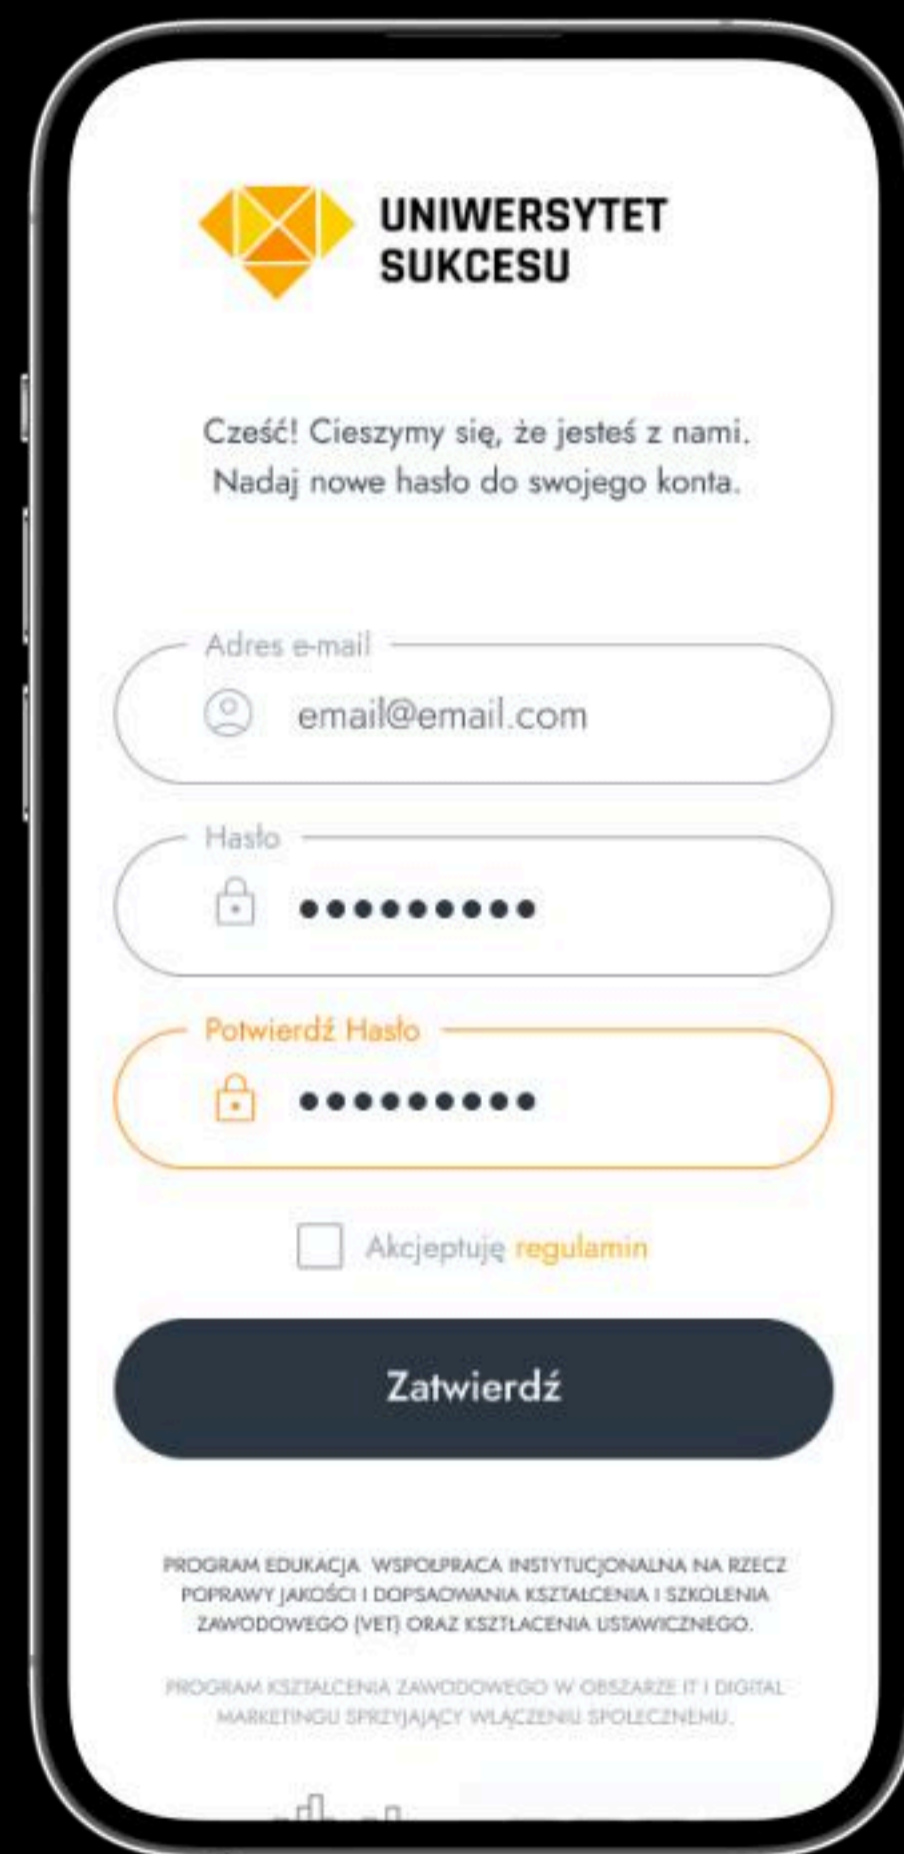 UNIWERSYTET
SUKCESU
Cześć! Cieszymy się, że jesteś z nami.
Nadaj nowe hasło do swojego konta.
Adres e-mail
email@email.com
Hasło
•••••••••
Potwierdź Hasło
•••••••••
Akcjeptuję regulamin
Zatwierdź
PROGRAM EDUKACJA WSPOŁPRACA INSTYTUCJONALNA NA RZECZ
POPRAWY JAKOŚCI I DOPSAOWANIA KSZTAŁCENIA I SZKOLENIA
ZAWODOWEGO (VET) ORAZ KSZTŁACENIA USTAWICZNEGO.
PROGRAM KSZTAŁCENIA ZAWODOWEGO W OBSZARZE IT I DIGITAL
MARKETINGU SPRZYJAJĄCY WŁĄCZENIU SPOŁECZNEMU.